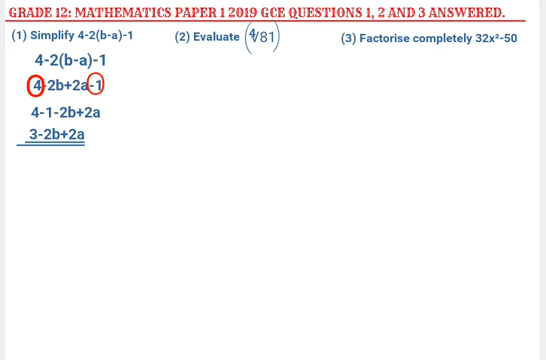 GRADE 12: MATHEMATICS PAPER 1 2019 GCE QUESTIONS 1, 2 AND 3 ANSWERED.
(1) Simplify 4-2(b-a)-1 (2) Evaluate (∜81) (3) Factorise completely 32x²-50
4-2(b-a)-1
4-2b+2a-1
4-1-2b+2a
3-2b+2a